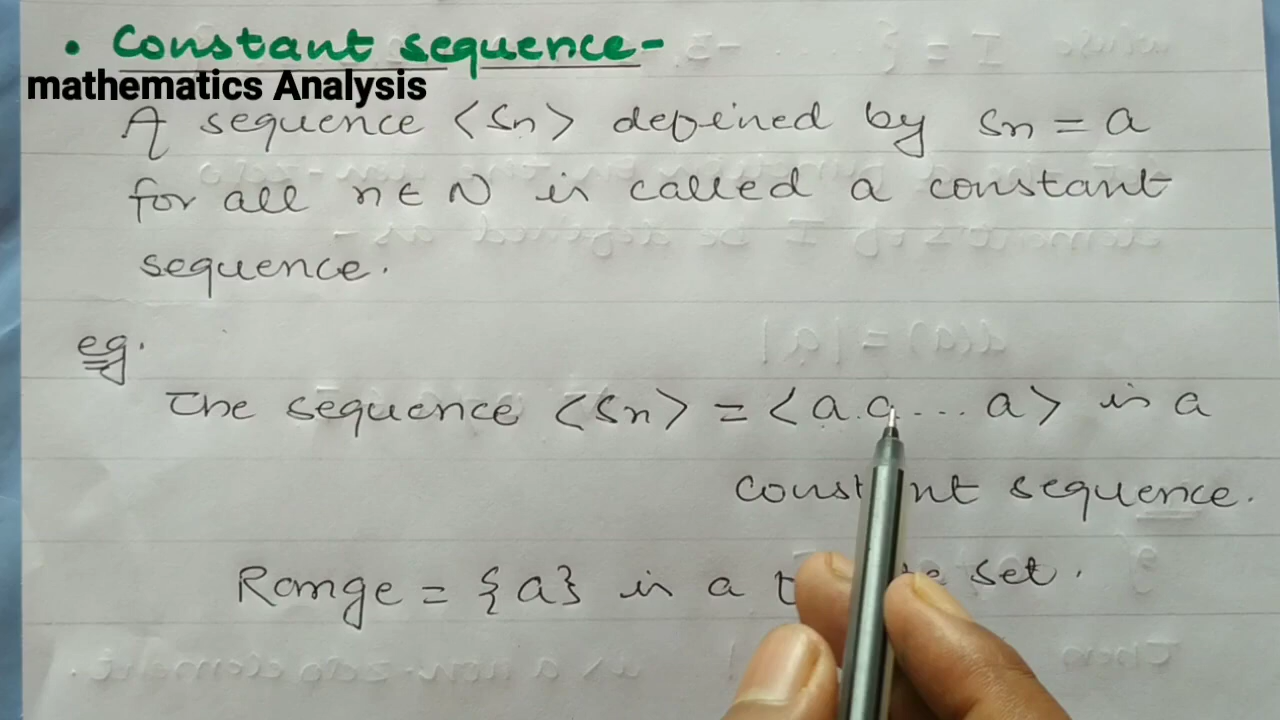 • Constant sequence-
mathematics Analysis
A sequence <Sn> defined by Sn = a
for all n ∈ N is called a constant
sequence.
eg.
The sequence <Sn> = <a a ... a> is a
constant sequence.
Range = {a} is a set.